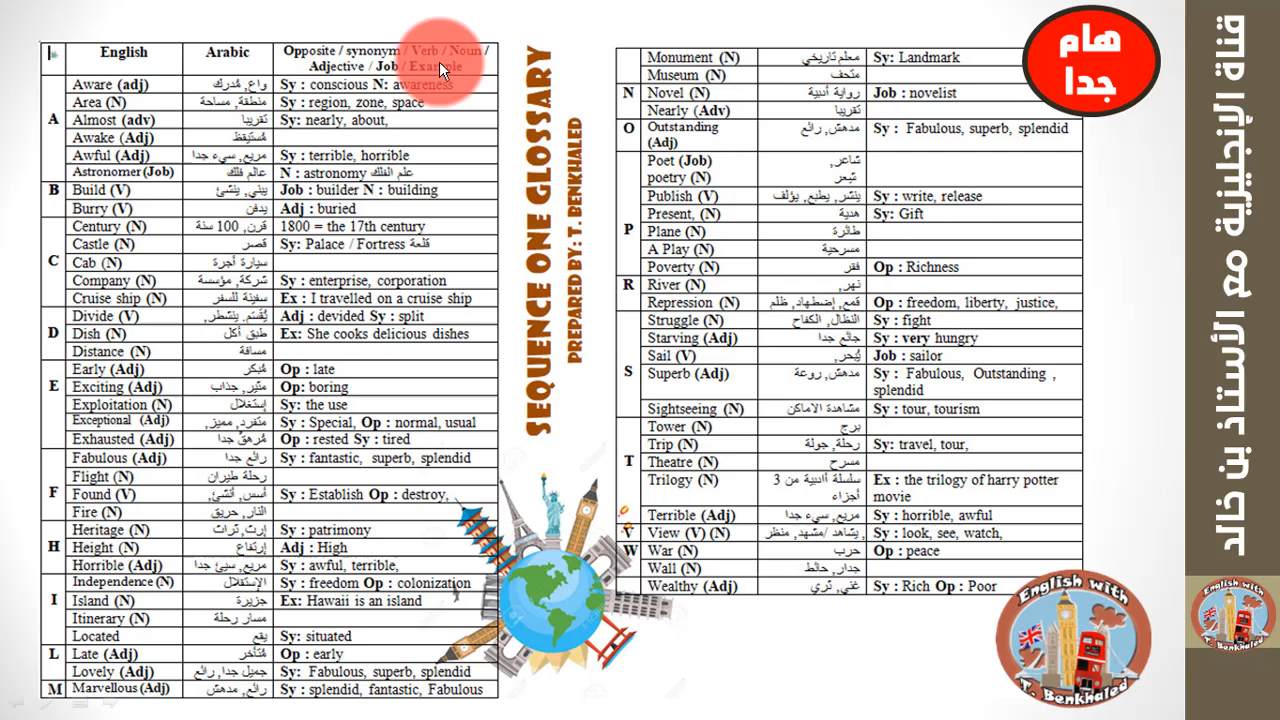 English Arabic Opposite / synonym / Verb / Noun / Adjective / Job / Example
A
Aware (adj) واع, مُدرك Sy : conscious N: awareness
Area (N) منطقة, مساحة Sy : region, zone, space
Almost (adv) تقريبا Sy: nearly, about,
Awake (Adj) مُستيقظ
Awful (Adj) مريع, سيء جدا Sy : terrible, horrible
Astronomer (Job) عالم فلك N : astronomy علم الفلك
B
Build (V) يبني, ينشئ Job : builder N : building
Burry (V) يدفن Adj : buried
C
Century (N) قرن, 100 سنة 1800 = the 17th century
Castle (N) قصر Sy: Palace / Fortress قلعة
Cab (N) سيارة أجرة
Company (N) شركة, مؤسسة Sy : enterprise, corporation
Cruise ship (N) سفينة للسفر Ex : I travelled on a cruise ship
D
Divide (V) يُقسّم, ينشطر, Adj : devided Sy : split
Dish (N) طبق أكل Ex: She cooks delicious dishes
Distance (N) مسافة
E
Early (Adj) مُبكر Op : late
Exciting (Adj) مثير, جذاب Op: boring
Exploitation (N) إستغلال Sy: the use
Exceptional (Adj) متفرد, مميز, Sy : Special, Op : normal, usual
Exhausted (Adj) مُرهقٌ جدا Op : rested Sy : tired
F
Fabulous (Adj) رائع جدا Sy : fantastic, superb, splendid
Flight (N) رحلة طيران
Found (V) أسس, أنشئ, Sy : Establish Op : destroy,
Fire (N) النار, حريق
H
Heritage (N) إرث, تراث Sy : patrimony
Height (N) إرتفاع Adj : High
Horrible (Adj) مريع, سيئ جدا Sy : awful, terrible,
I
Independence (N) الإستقلال Sy : freedom Op : colonization
Island (N) جزيرة Ex: Hawaii is an island
Itinerary (N) مسار رحلة
Located يقع Sy: situated
L
Late (Adj) مُتأخر Op : early
Lovely (Adj) جميل جدا, رائع Sy: Fabulous, superb, splendid
M
Marvellous (Adj) رائع, مدهش Sy : splendid, fantastic, Fabulous
SEQUENCE ONE GLOSSARY
PREPARED BY : T. BENKHALED
Monument (N) معلم تاريخي Sy: Landmark
Museum (N) متحف
N
Novel (N) رواية أدبية Job : novelist
Nearly (Adv) تقريبا
O
Outstanding (Adj) مدهش, رائع Sy : Fabulous, superb, splendid
P
Poet (Job) شاعر,
poetry (N) شِعر
Publish (V) ينشر, يطبع, يؤلف Sy : write, release
Present, (N) هدية Sy: Gift
Plane (N) طائرة
A Play (N) مسرحية
Poverty (N) فقر Op : Richness
R
River (N) نهر,
Repression (N) قمع, إضطهاد, ظلم Op : freedom, liberty, justice,
S
Struggle (N) النظال, الكفاح Sy : fight
Starving (Adj) جائع جدا Sy : very hungry
Sail (V) يُبحر, Job : sailor
Superb (Adj) مدهش, روعة Sy : Fabulous, Outstanding ,
splendid
Sightseeing (N) مشاهدة الاماكن Sy : tour, tourism
T
Tower (N) برج
Trip (N) رحلة, جولة Sy: travel, tour,
Theatre (N) مسرح
Trilogy (N) سلسلة أادبية من 3 أجزاء Ex : the trilogy of harry potter
movie
Terrible (Adj) مريع, سيء جدا Sy : horrible, awful
V
View (V) (N) يشاهد /مشهد, منظر, Sy : look, see, watch,
W
War (N) حرب Op : peace
Wall (N) جدار, حائط
Wealthy (Adj) غني, ثري Sy : Rich Op : Poor
هام
جدا
قناة الإنجليزية مع الأستاذ بن خالد
English with
T. Benkhaled
English with
T. Benkhaled